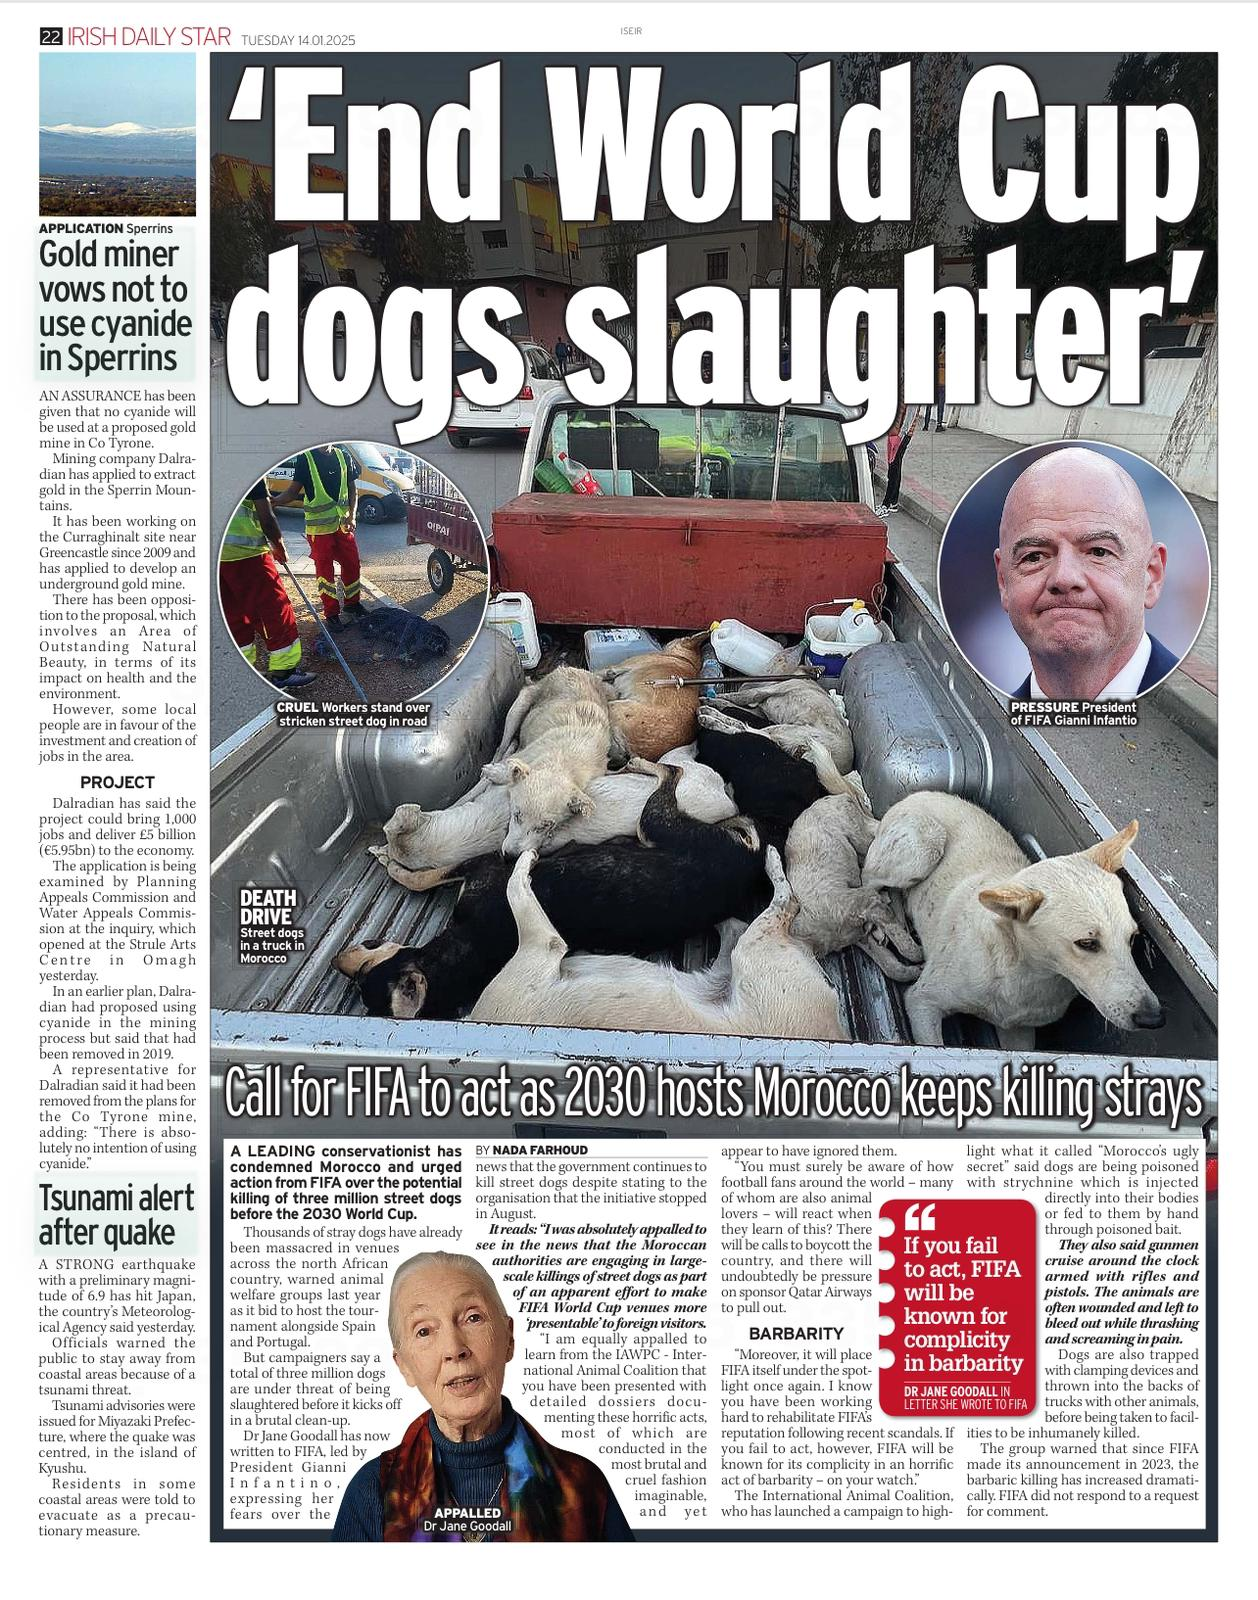 22 IRISH DAILY STAR TUESDAY 14.01.2025
ISEIR
APPLICATION Sperrins
Gold miner
vows not to
use cyanide
in Sperrins
AN ASSURANCE has been
given that no cyanide will
be used at a proposed gold
mine in Co Tyrone.
Mining company Dalra-
dian has applied to extract
gold in the Sperrin Moun-
tains.
It has been working on
the Curraghinalt site near
Greencastle since 2009 and
has applied to develop an
underground gold mine.
There has been opposi-
tion to the proposal, which
involves an Area of
Outstanding Natural
Beauty, in terms of its
impact on health and the
environment.
However, some local
people are in favour of the
investment and creation of
jobs in the area.
PROJECT
Dalradian has said the
project could bring 1,000
jobs and deliver £5 billion
(€5.95bn) to the economy.
The application is being
examined by Planning
Appeals Commission and
Water Appeals Commis-
sion at the inquiry, which
opened at the Strule Arts
Centre in Omagh
yesterday.
In an earlier plan, Dalra-
dian had proposed using
cyanide in the mining
process but said that had
been removed in 2019.
A representative for
Dalradian said it had been
removed from the plans for
the Co Tyrone mine,
adding: “There is abso-
lutely no intention of using
cyanide.”
Tsunami alert
after quake
A STRONG earthquake
with a preliminary magni-
tude of 6.9 has hit Japan,
the country’s Meteorolog-
ical Agency said yesterday.
Officials warned the
public to stay away from
coastal areas because of a
tsunami threat.
Tsunami advisories were
issued for Miyazaki Prefec-
ture, where the quake was
centred, in the island of
Kyushu.
Residents in some
coastal areas were told to
evacuate as a precau-
tionary measure.
‘End World Cup
dogs slaughter’
QIPAI
CRUEL Workers stand over
stricken street dog in road
PRESSURE President
of FIFA Gianni Infantio
DEATH
DRIVE
Street dogs
in a truck in
Morocco
Call for FIFA to act as 2030 hosts Morocco keeps killing strays
A LEADING conservationist has
condemned Morocco and urged
action from FIFA over the potential
killing of three million street dogs
before the 2030 World Cup.
Thousands of stray dogs have already
been massacred in venues
across the north African
country, warned animal
welfare groups last year
as it bid to host the tour-
nament alongside Spain
and Portugal.
But campaigners say a
total of three million dogs
are under threat of being
slaughtered before it kicks off
in a brutal clean-up.
Dr Jane Goodall has now
written to FIFA, led by
President Gianni
Infantino,
expressing her
fears over the
APPALLED
Dr Jane Goodall
BY NADA FARHOUD
news that the government continues to
kill street dogs despite stating to the
organisation that the initiative stopped
in August.
It reads: “I was absolutely appalled to
see in the news that the Moroccan
authorities are engaging in large-
scale killings of street dogs as part
of an apparent effort to make
FIFA World Cup venues more
‘presentable’ to foreign visitors.
“I am equally appalled to
learn from the IAWPC - Inter-
national Animal Coalition that
you have been presented with
detailed dossiers docu-
menting these horrific acts,
most of which are
conducted in the
most brutal and
cruel fashion
imaginable,
and yet
appear to have ignored them.
“You must surely be aware of how
football fans around the world – many
of whom are also animal
lovers – will react when
they learn of this? There
will be calls to boycott the
country, and there will
undoubtedly be pressure
on sponsor Qatar Airways
to pull out.
BARBARITY
“Moreover, it will place
FIFA itself under the spot-
light once again. I know
you have been working
hard to rehabilitate FIFA’s
reputation following recent scandals. If
you fail to act, however, FIFA will be
known for its complicity in an horrific
act of barbarity – on your watch.”
The International Animal Coalition,
who has launched a campaign to high-
“
If you fail
to act, FIFA
will be
known for
complicity
in barbarity
DR JANE GOODALL IN
LETTER SHE WROTE TO FIFA
light what it called “Morocco’s ugly
secret” said dogs are being poisoned
with strychnine which is injected
directly into their bodies
or fed to them by hand
through poisoned bait.
They also said gunmen
cruise around the clock
armed with rifles and
pistols. The animals are
often wounded and left to
bleed out while thrashing
and screaming in pain.
Dogs are also trapped
with clamping devices and
thrown into the backs of
trucks with other animals,
before being taken to facil-
ities to be inhumanely killed.
The group warned that since FIFA
made its announcement in 2023, the
barbaric killing has increased dramati-
cally. FIFA did not respond to a request
for comment.